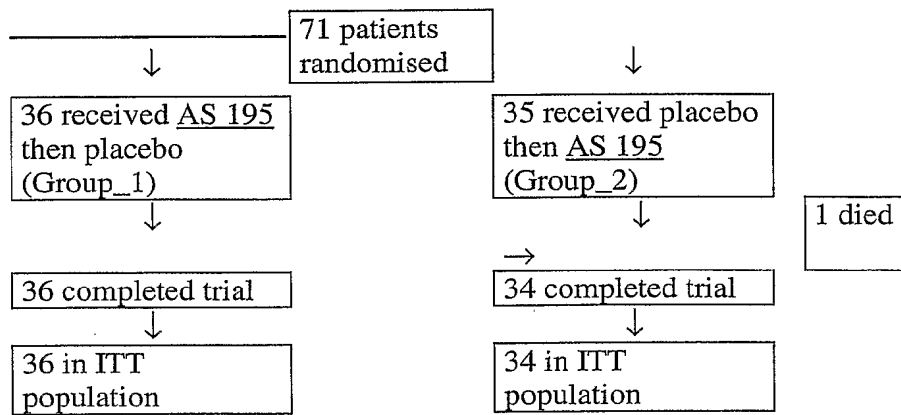 71 patients
randomised
36 received AS 195
then placebo
(Group_1)
35 received placebo
then AS 195
(Group_2)
1 died
36 completed trial
34 completed trial
36 in ITT
population
34 in ITT
population